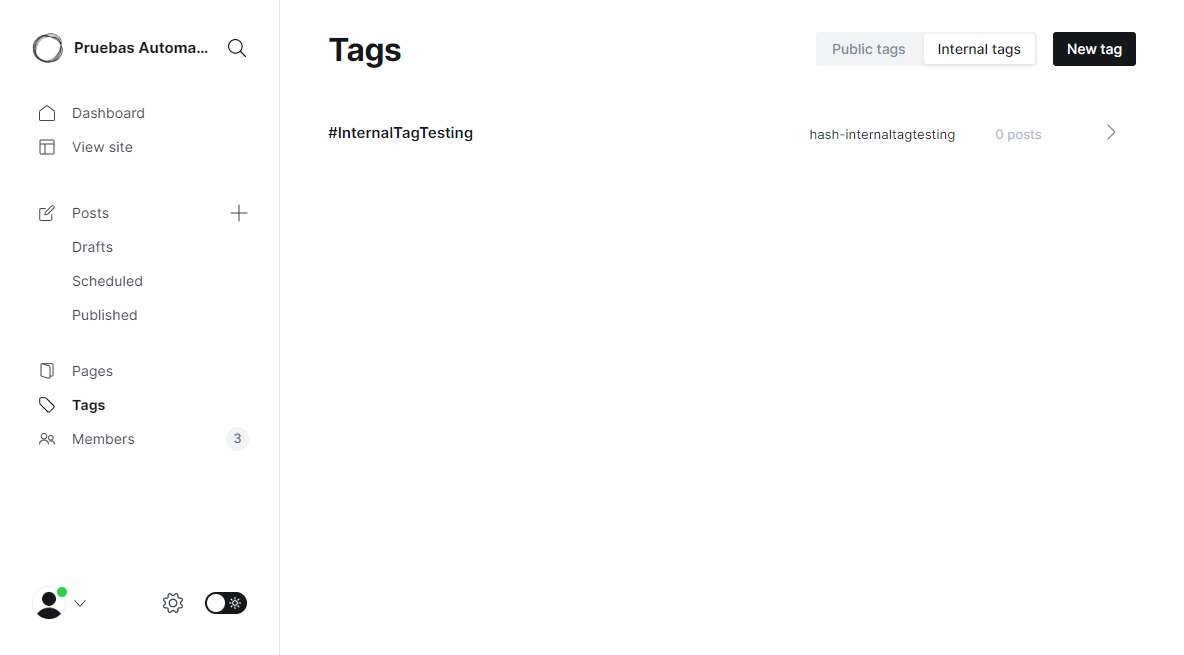 Pruebas Automa...
Dashboard
View site
Posts
Drafts
Scheduled
Published
Pages
Tags
Members 3
Tags
Public tags Internal tags New tag
#InternalTagTesting hash-internaltagtesting 0 posts